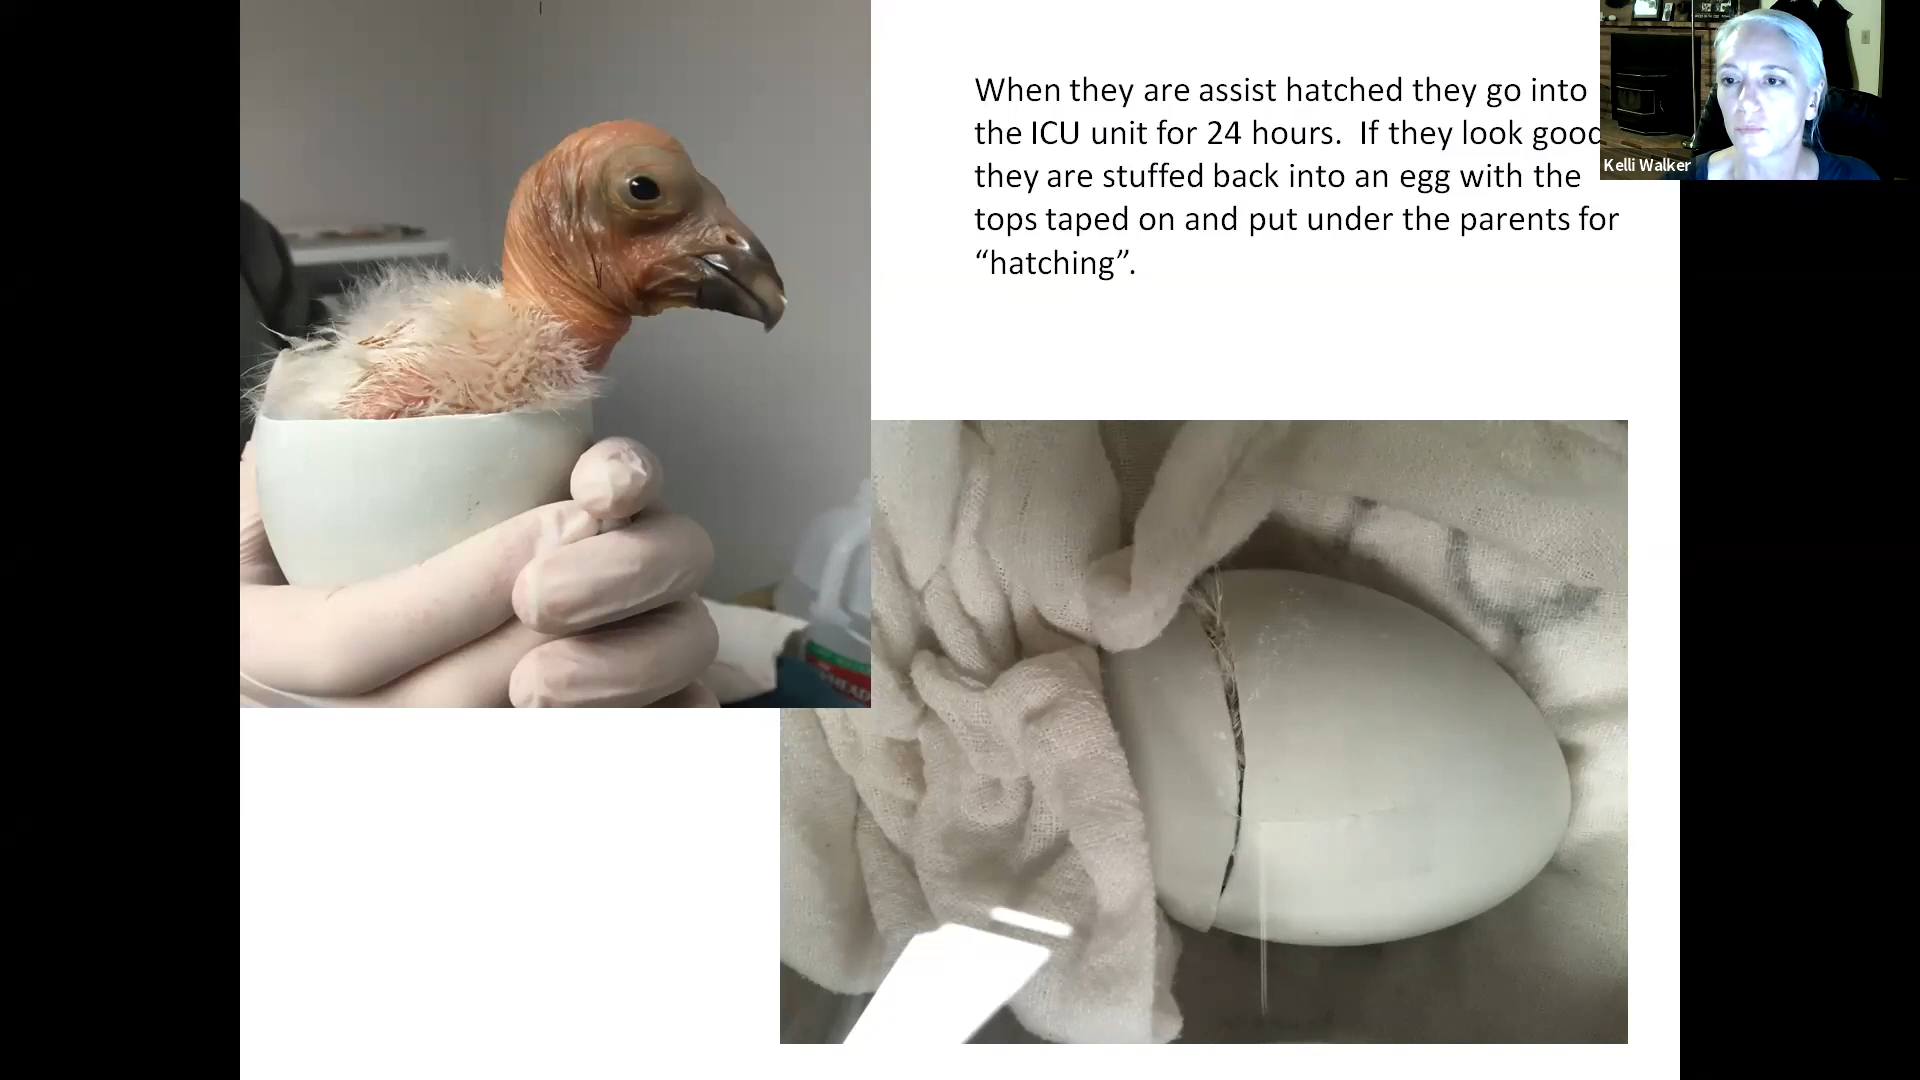 When they are assist hatched they go into
the ICU unit for 24 hours.  If they look good
they are stuffed back into an egg with the
tops taped on and put under the parents for
“hatching”.
Kelli Walker